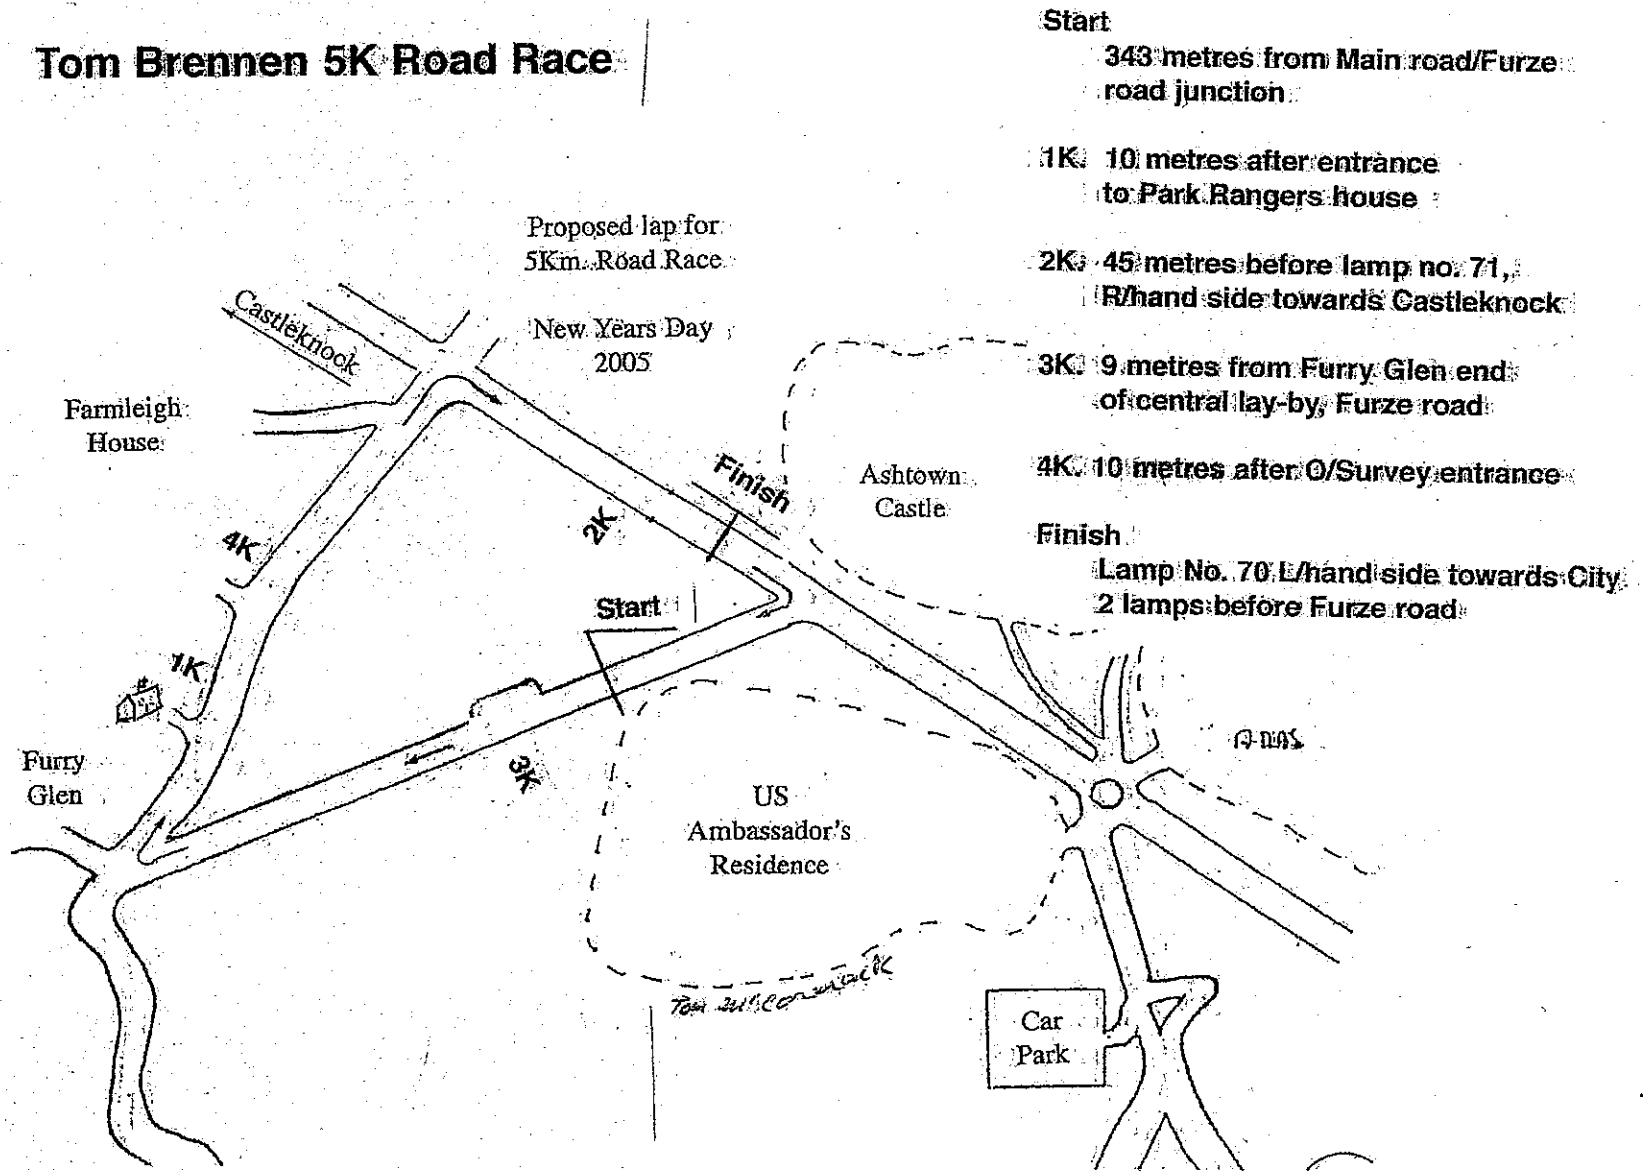 Tom Brennen 5K Road Race
Start
343 metres from Main road/Furze
road junction
1K. 10 metres after entrance
to Park Rangers house
2K. 45 metres before lamp no. 71,
R/hand side towards Castleknock
3K. 9 metres from Furry Glen end
of central lay-by, Furze road
4K. 10 metres after O/Survey entrance
Finish
Lamp No. 70 L/hand side towards City
2 lamps before Furze road
Proposed lap for
5Km. Road Race
New Years Day
2005
Castleknock
Farmleigh
House
Finish
Ashtown
Castle
2K
4K
Start
1K
Furry
Glen
3K
US
Ambassador's
Residence
Car
Park